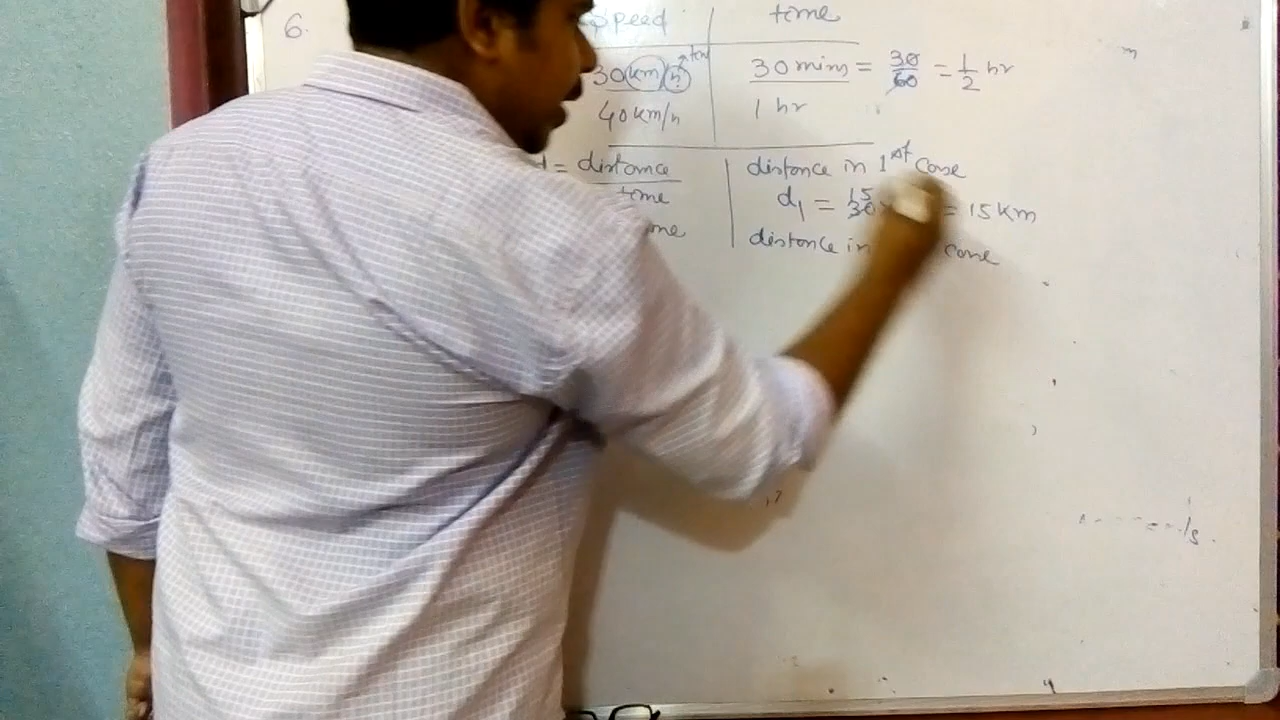 6. Speed time
30 km/h 30 mins = 30/60 = 1/2 hr
40 km/h 1 hr
= distance/time
distance in 1st case
d1 = 30 15 = 15 km
distance in case